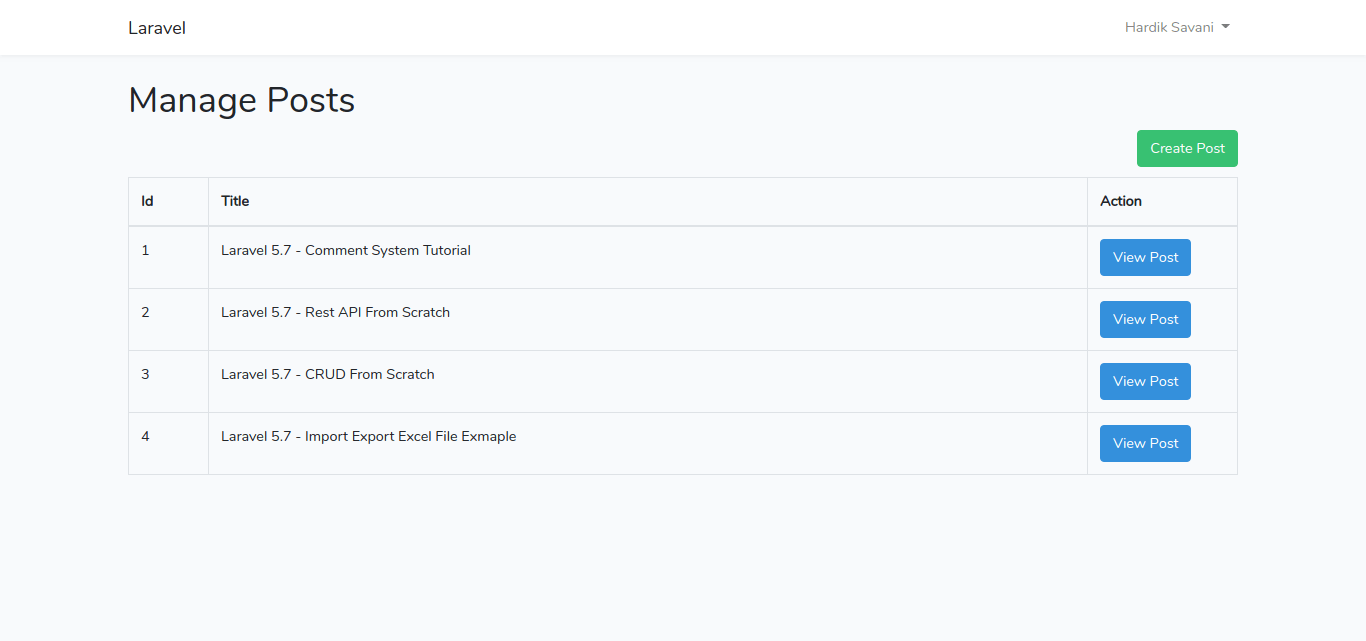 Laravel Hardik Savani
Manage Posts
Create Post
Id Title Action
1 Laravel 5.7 - Comment System Tutorial View Post
2 Laravel 5.7 - Rest API From Scratch View Post
3 Laravel 5.7 - CRUD From Scratch View Post
4 Laravel 5.7 - Import Export Excel File Exmaple View Post